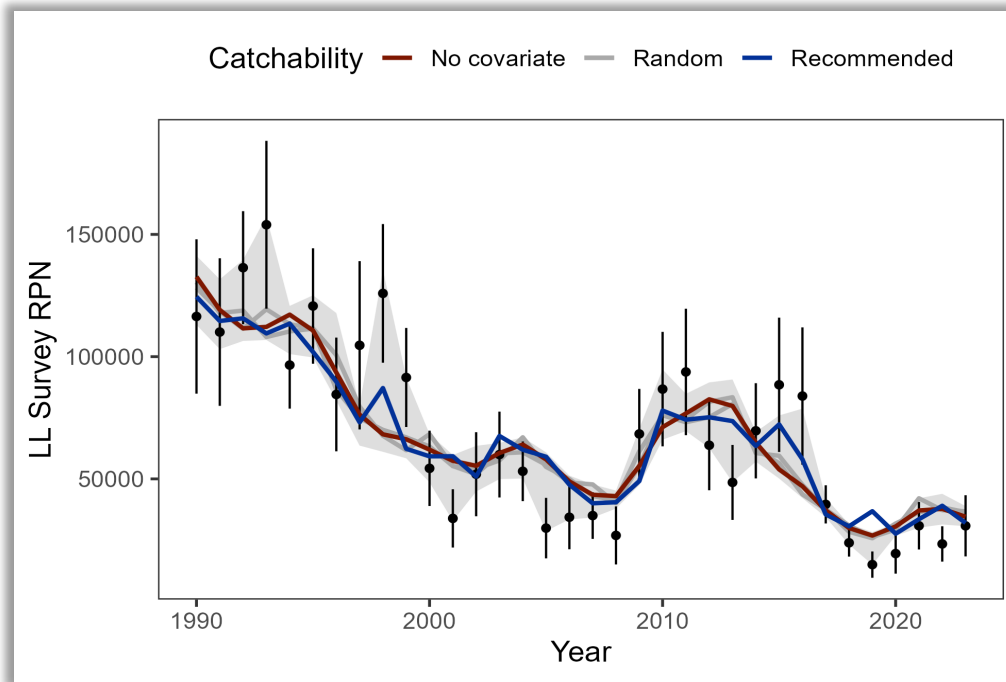 Catchability No covariate Random Recommended
150000
100000
50000
LL Survey RPN
1990 2000 2010 2020
Year